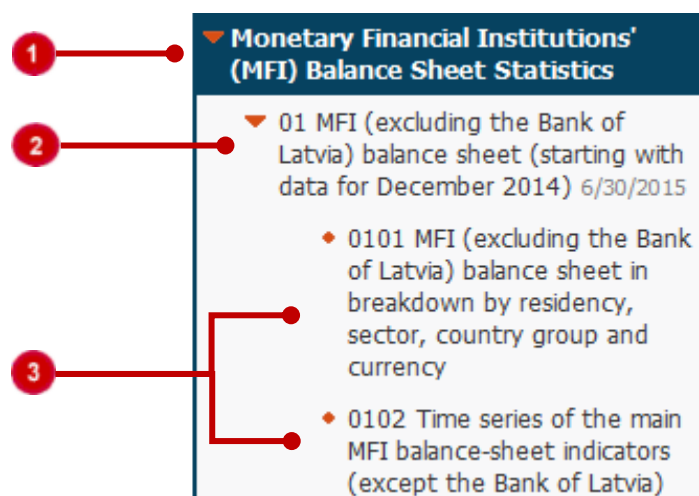 1
Monetary Financial Institutions'
(MFI) Balance Sheet Statistics
2
01 MFI (excluding the Bank of
Latvia) balance sheet (starting with
data for December 2014) 6/30/2015
0101 MFI (excluding the Bank
of Latvia) balance sheet in
breakdown by residency,
sector, country group and
currency
3
0102 Time series of the main
MFI balance-sheet indicators
(except the Bank of Latvia)